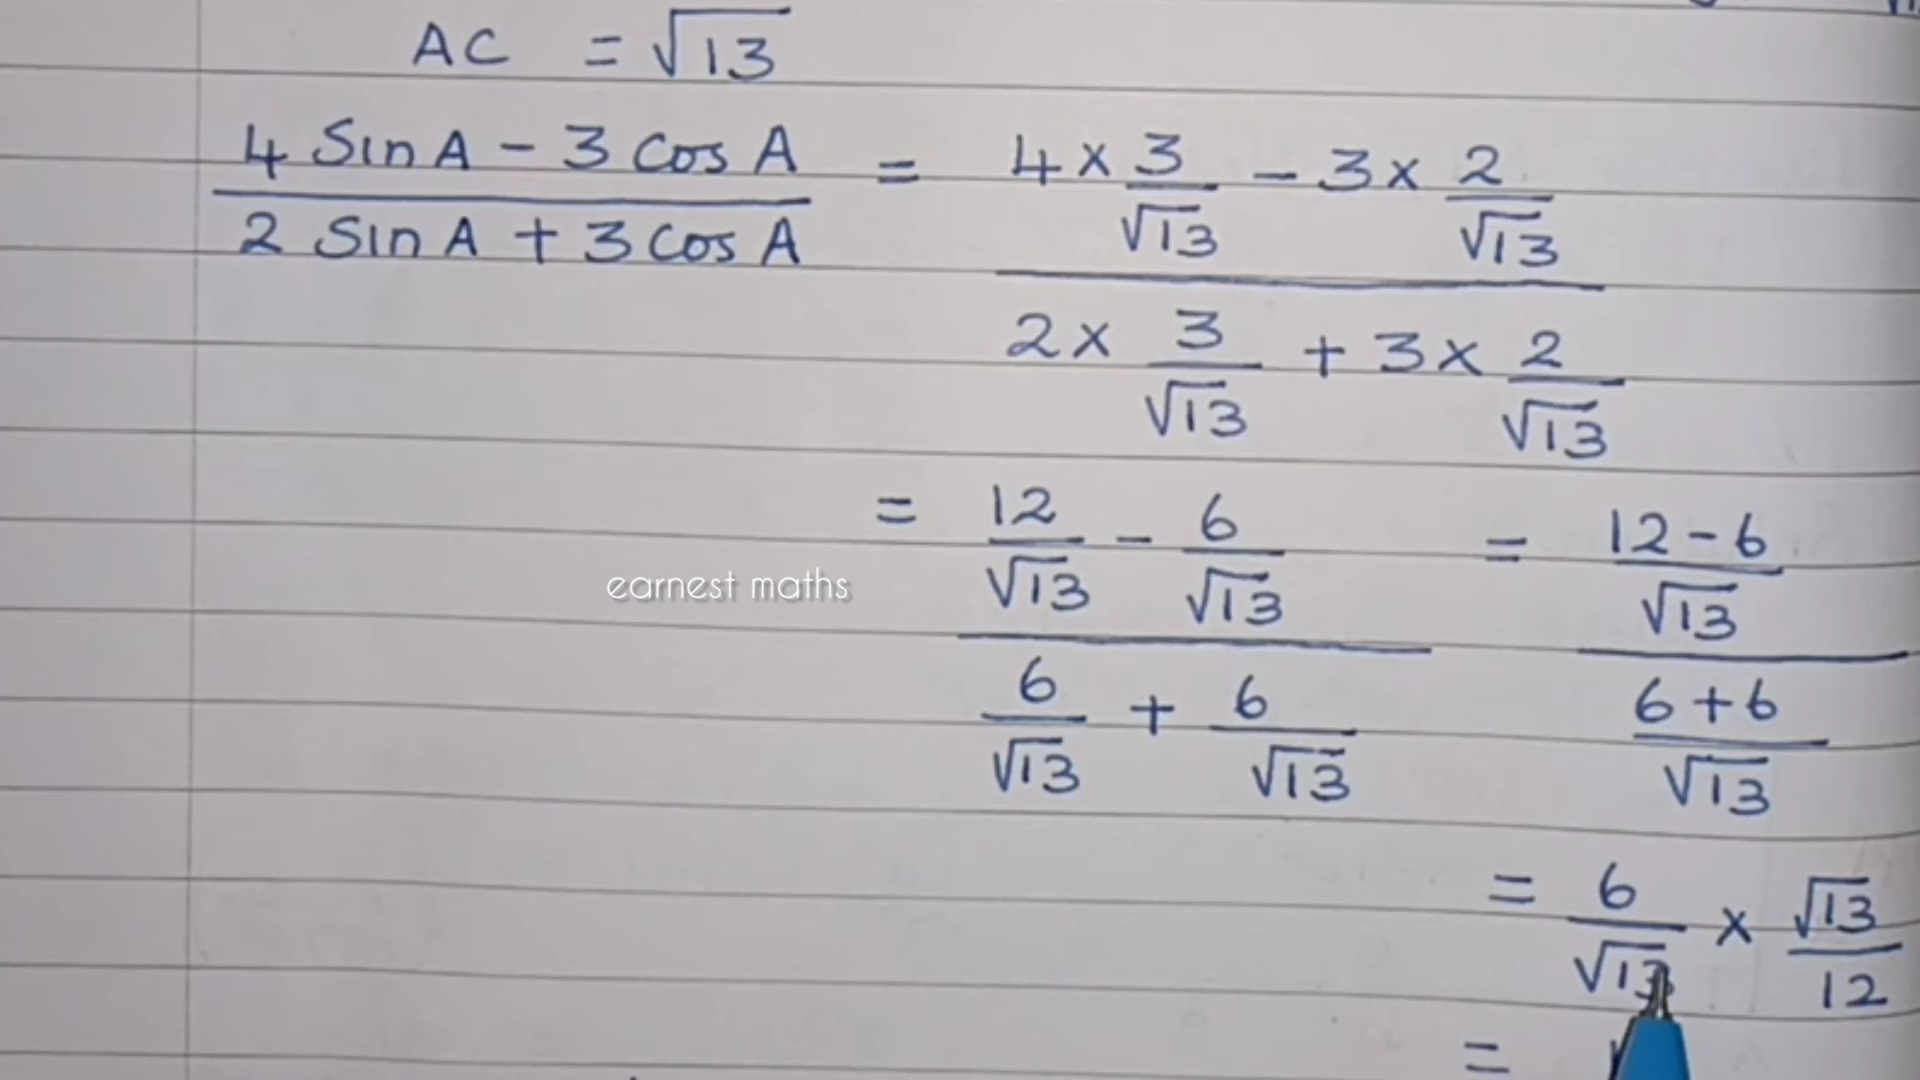 AC = √13
4 Sin A - 3 Cos A / 2 Sin A + 3 Cos A = 4 × 3/√13 - 3 × 2/√13 / 2 × 3/√13 + 3 × 2/√13
= 12/√13 - 6/√13 / 6/√13 + 6/√13 = 12 - 6/√13 / 6 + 6/√13
earnest maths
= 6/√13 × √13/12
=